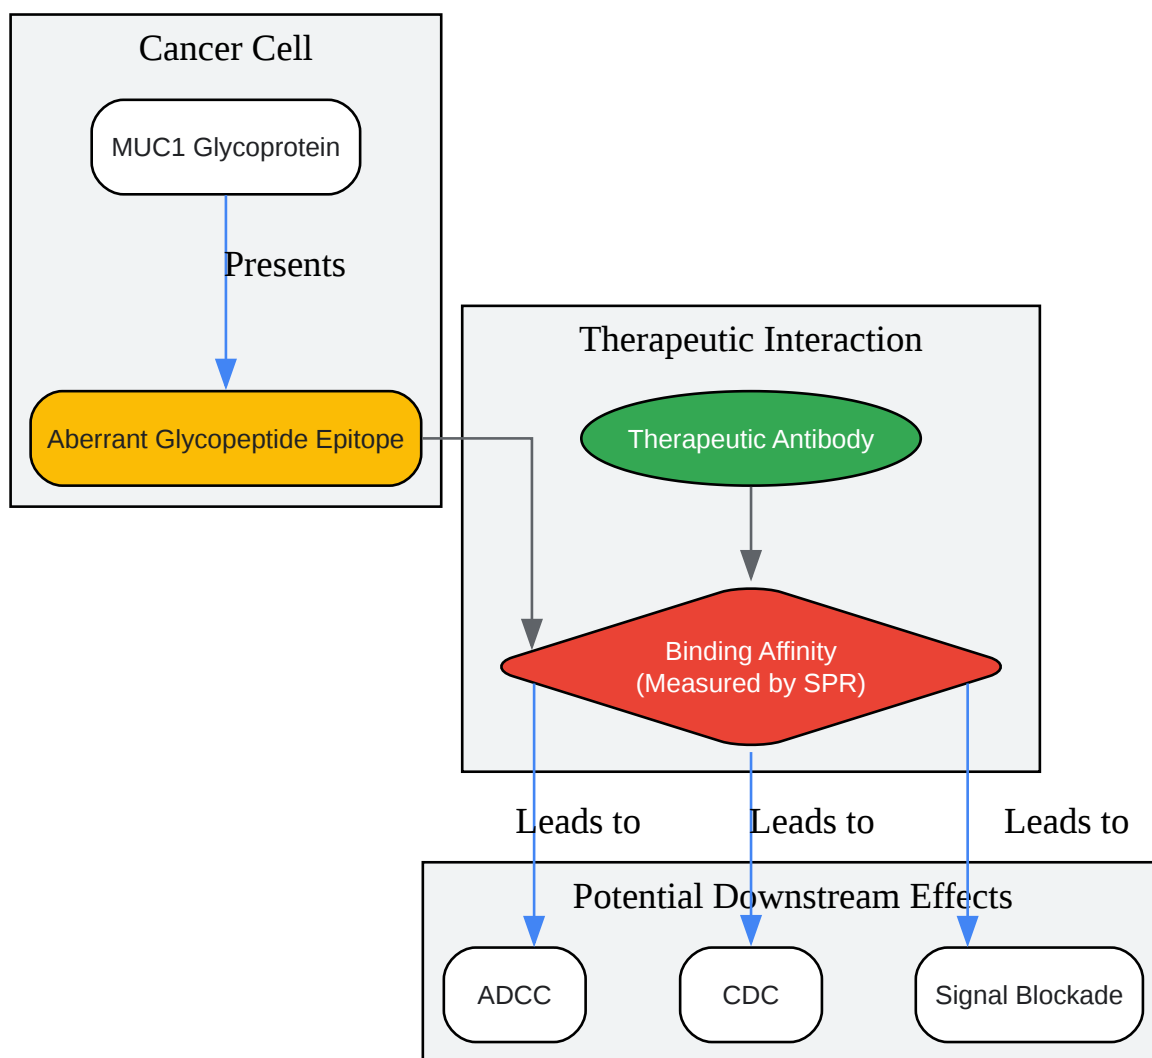 Cancer Cell
MUC1 Glycoprotein
Presents
Aberrant Glycopeptide Epitope
Therapeutic Interaction
Therapeutic Antibody
Binding Affinity
(Measured by SPR)
Leads to
Leads to
Leads to
Potential Downstream Effects
ADCC
CDC
Signal Blockade